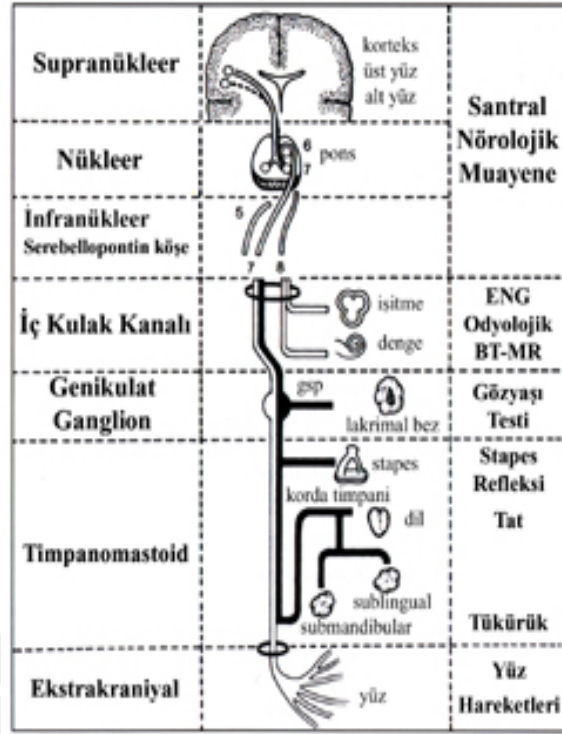 Supranükleer
korteks
üst yüz
alt yüz
Santral
Nörolojik
Muayene
Nükleer
6
7
pons
İnfranükleer
Serebellopontin köşe
5
7
8
İç Kulak Kanalı
işitme
denge
ENG
Odyolojik
BT-MR
Genikulat
Ganglion
gsp
lakrimal bez
Gözyaşı
Testi
Timpanomastoid
stapes
korda timpani
dil
sublingual
submandibular
Stapes
Refleksi
Tat
Tükürük
Ekstrakraniyal
yüz
Yüz
Hareketleri